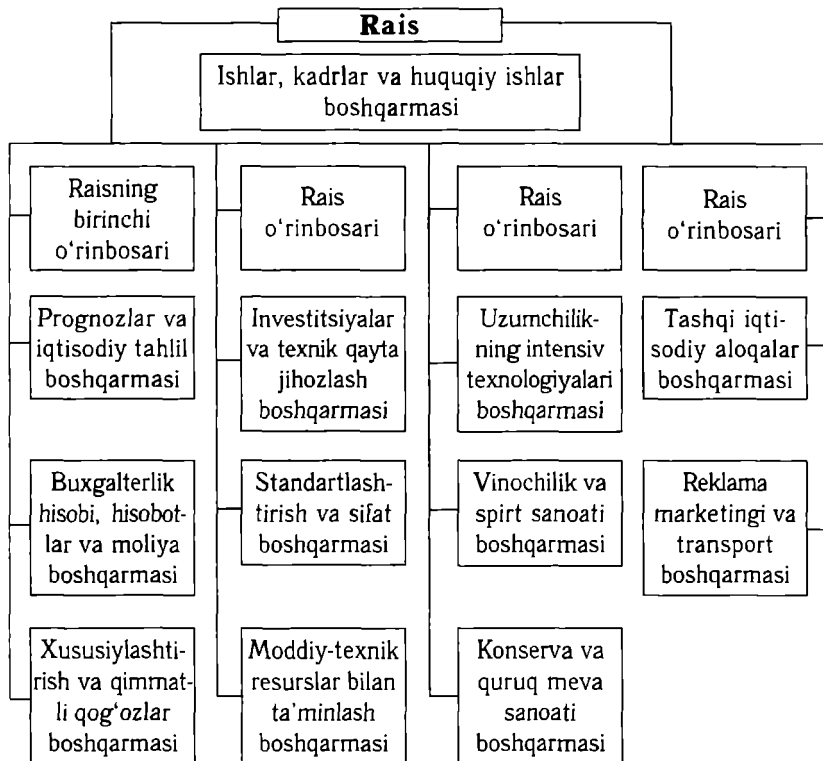 Rais
Ishlar, kadrlar va huquqiy ishlar
boshqarmasi
Raisning
birinchi
o‘rinbosari
Rais
o‘rinbosari
Rais
o‘rinbosari
Rais
o‘rinbosari
Prognozlar va
iqtisodiy tahlil
boshqarmasi
Investitsiyalar
va texnik qayta
jihozlash
boshqarmasi
Uzumchilik-
ning intensiv
texnologiyalari
boshqarmasi
Tashqi iqti-
sodiy aloqalar
boshqarmasi
Buxgalterlik
hisobi, hisobot-
lar va moliya
boshqarmasi
Standartlash-
tirish va sifat
boshqarmasi
Vinochilik va
spirt sanoati
boshqarmasi
Reklama
marketingi va
transport
boshqarmasi
Xususiylashti-
rish va qimmat-
li qog‘ozlar
boshqarmasi
Moddiy-texnik
resurslar bilan
ta’minlash
boshqarmasi
Konserva va
quruq meva
sanoati
boshqarmasi